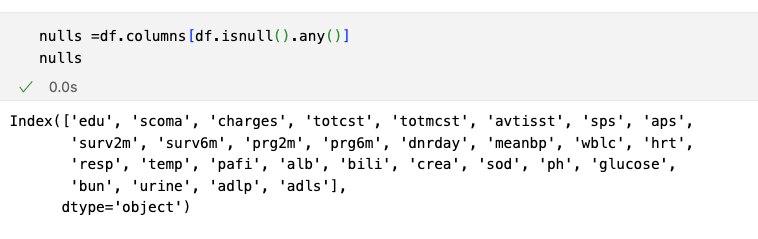 nulls =df.columns[df.isnull().any()]
nulls
0.0s
Index(['edu', 'scoma', 'charges', 'totcst', 'totmcst', 'avtisst', 'sps', 'aps',
'surv2m', 'surv6m', 'prg2m', 'prg6m', 'dnrday', 'meanbp', 'wblc', 'hrt',
'resp', 'temp', 'pafi', 'alb', 'bili', 'crea', 'sod', 'ph', 'glucose',
'bun', 'urine', 'adlp', 'adls'],
dtype='object')